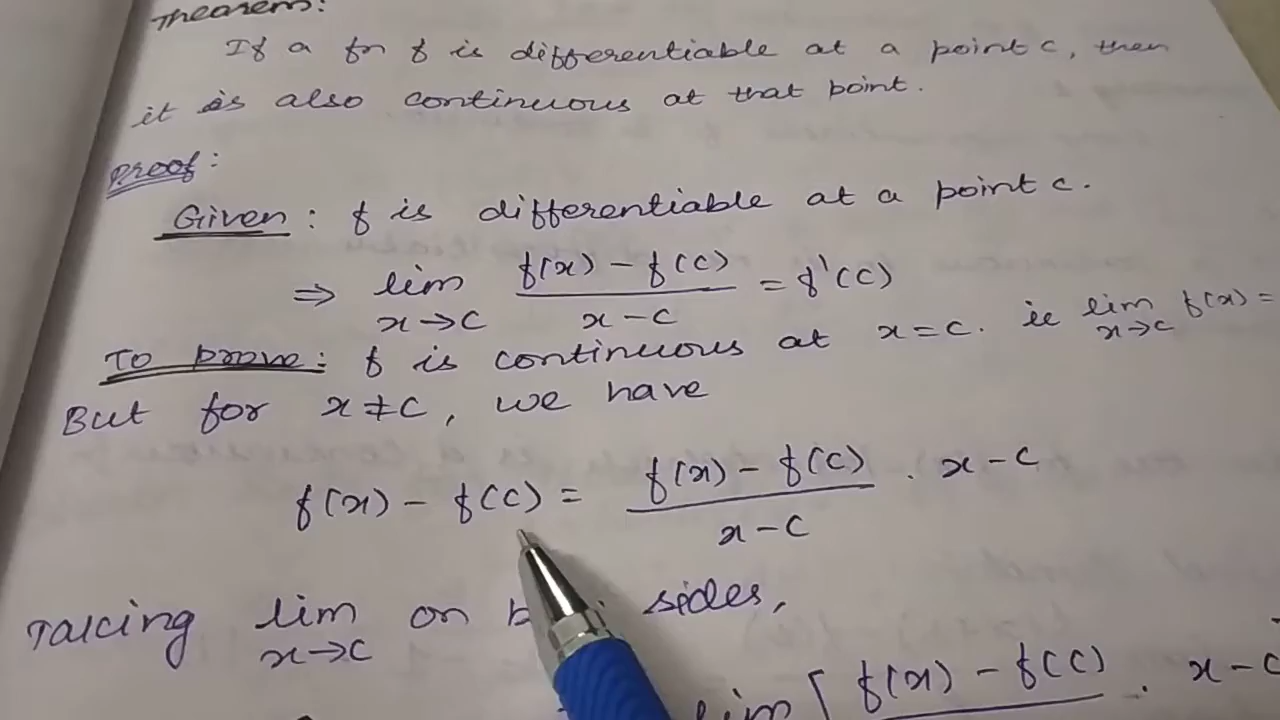 Theorem:
If a fn f is differentiable at a point c, then
it is also continuous at that point.
Proof:
Given: f is differentiable at a point c.
⇒ lim x→c (f(x) − f(c))/(x − c) = f'(c)
To prove: f is continuous at x = c. ie lim x→c f(x) =
But for x ≠ c, we have
f(x) − f(c) = (f(x) − f(c))/(x − c) . x − c
Taking lim x→c on sides,
lim [ f(x) − f(c) . x − c